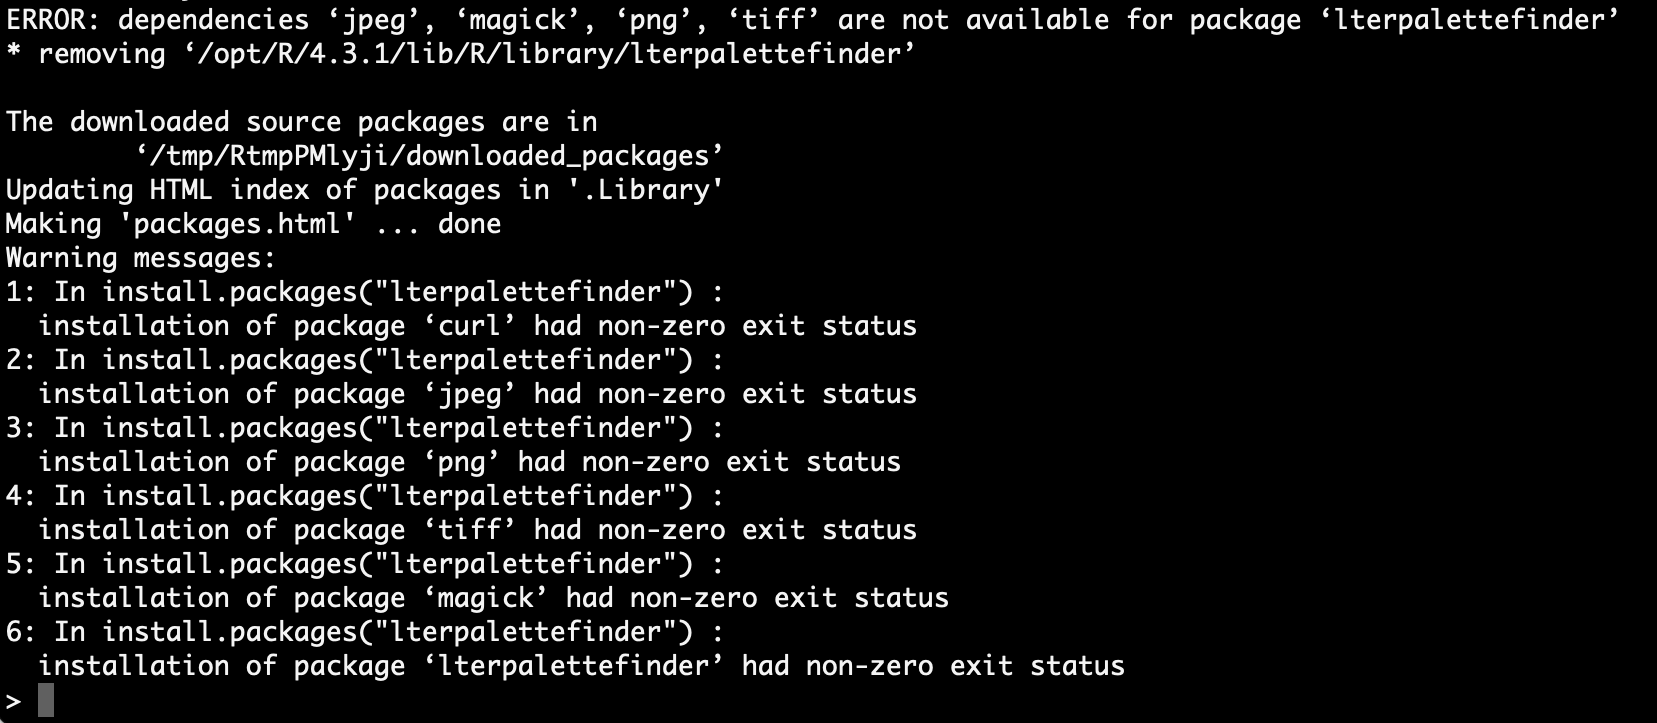 ERROR: dependencies ‘jpeg’, ‘magick’, ‘png’, ‘tiff’ are not available for package ‘lterpalettefinder’
* removing ‘/opt/R/4.3.1/lib/R/library/lterpalettefinder’
The downloaded source packages are in
‘/tmp/RtmpPMlyji/downloaded_packages’
Updating HTML index of packages in '.Library'
Making 'packages.html' ... done
Warning messages:
1: In install.packages("lterpalettefinder") :
installation of package ‘curl’ had non-zero exit status
2: In install.packages("lterpalettefinder") :
installation of package ‘jpeg’ had non-zero exit status
3: In install.packages("lterpalettefinder") :
installation of package ‘png’ had non-zero exit status
4: In install.packages("lterpalettefinder") :
installation of package ‘tiff’ had non-zero exit status
5: In install.packages("lterpalettefinder") :
installation of package ‘magick’ had non-zero exit status
6: In install.packages("lterpalettefinder") :
installation of package ‘lterpalettefinder’ had non-zero exit status
>